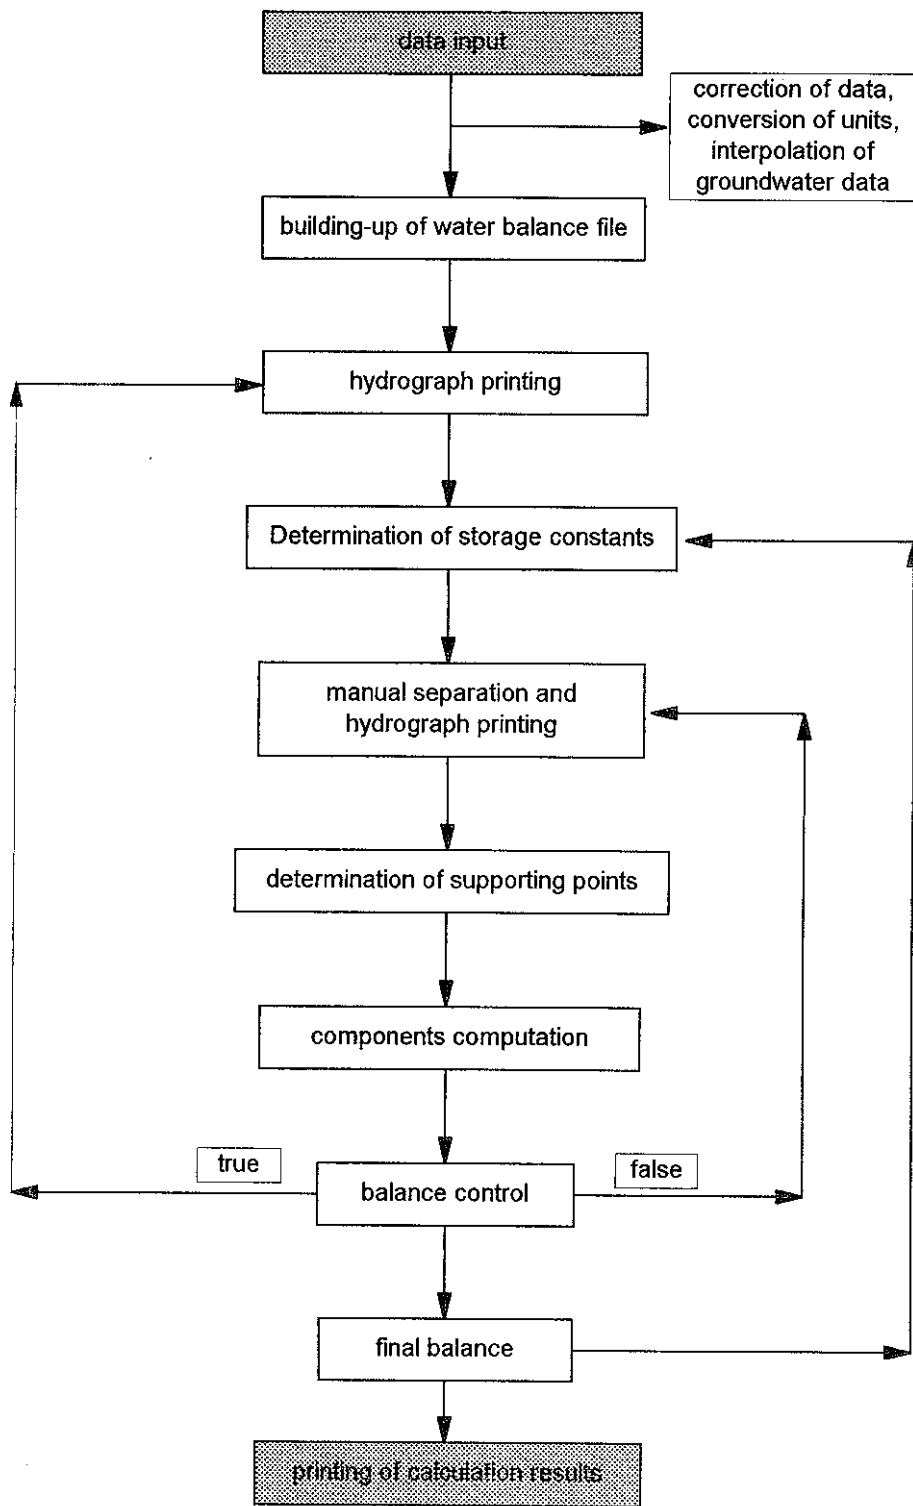 data input
correction of data,
conversion of units,
interpolation of
groundwater data
building-up of water balance file
hydrograph printing
Determination of storage constants
manual separation and
hydrograph printing
determination of supporting points
components computation
true
false
balance control
final balance
printing of calculation results